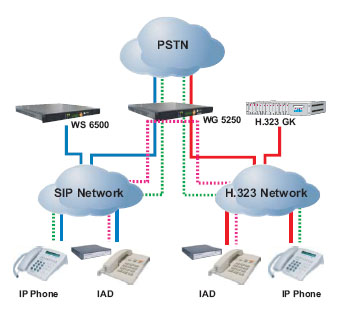 PSTN
WS 6500
WG 5250
H.323 GK
SIP Network
H.323 Network
IP Phone
IAD
IAD
IP Phone